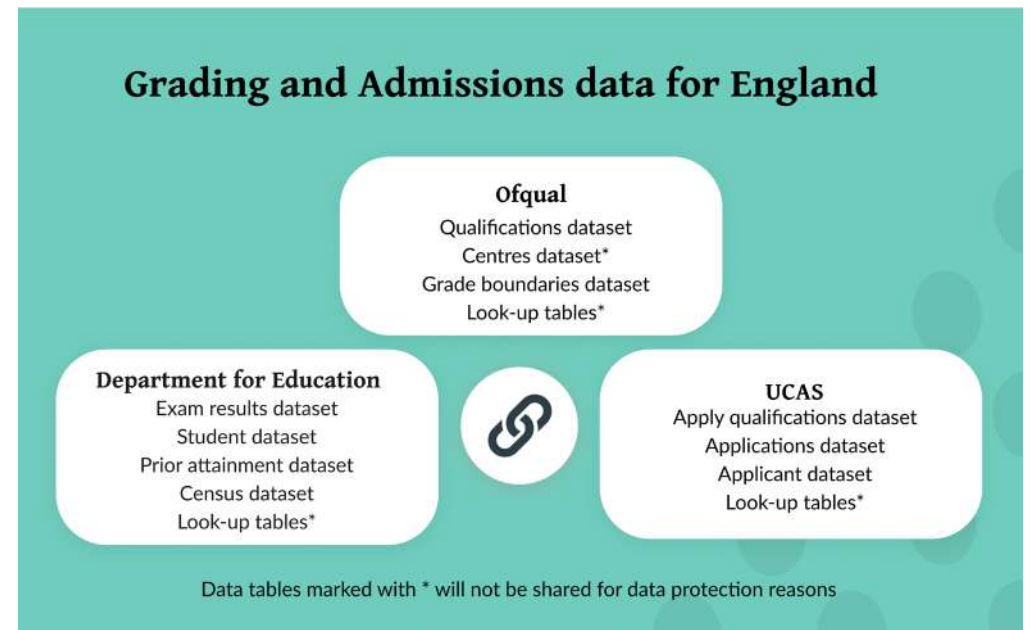 Grading and Admissions data for England
Ofqual
Qualifications dataset
Centres dataset*
Grade boundaries dataset
Look-up tables*
Department for Education
Exam results dataset
Student dataset
Prior attainment dataset
Census dataset
Look-up tables*
UCAS
Apply qualifications dataset
Applications dataset
Applicant dataset
Look-up tables*
Data tables marked with * will not be shared for data protection reasons